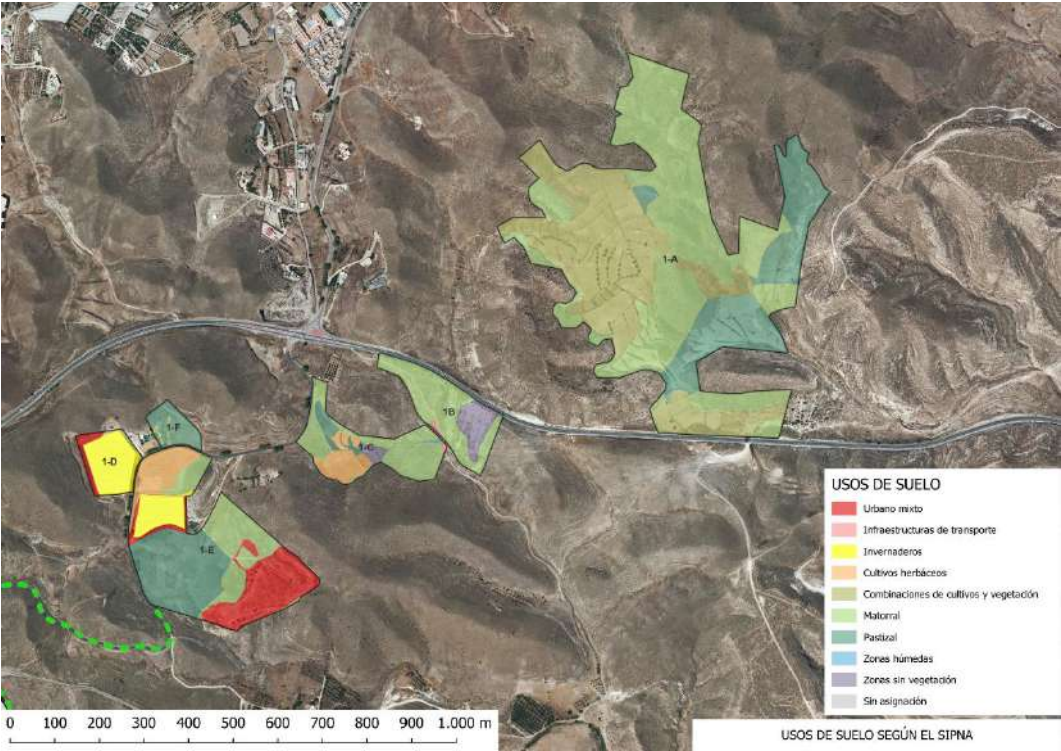 1-A
1B
1-C
1-F
1-D
1-E
USOS DE SUELO
Urbano mixto
Infraestructuras de transporte
Invernaderos
Cultivos herbáceos
Combinaciones de cultivos y vegetación
Matorral
Pastizal
Zonas húmedas
Zonas sin vegetación
Sin asignación
0 100 200 300 400 500 600 700 800 900 1.000 m
USOS DE SUELO SEGÚN EL SIPNA